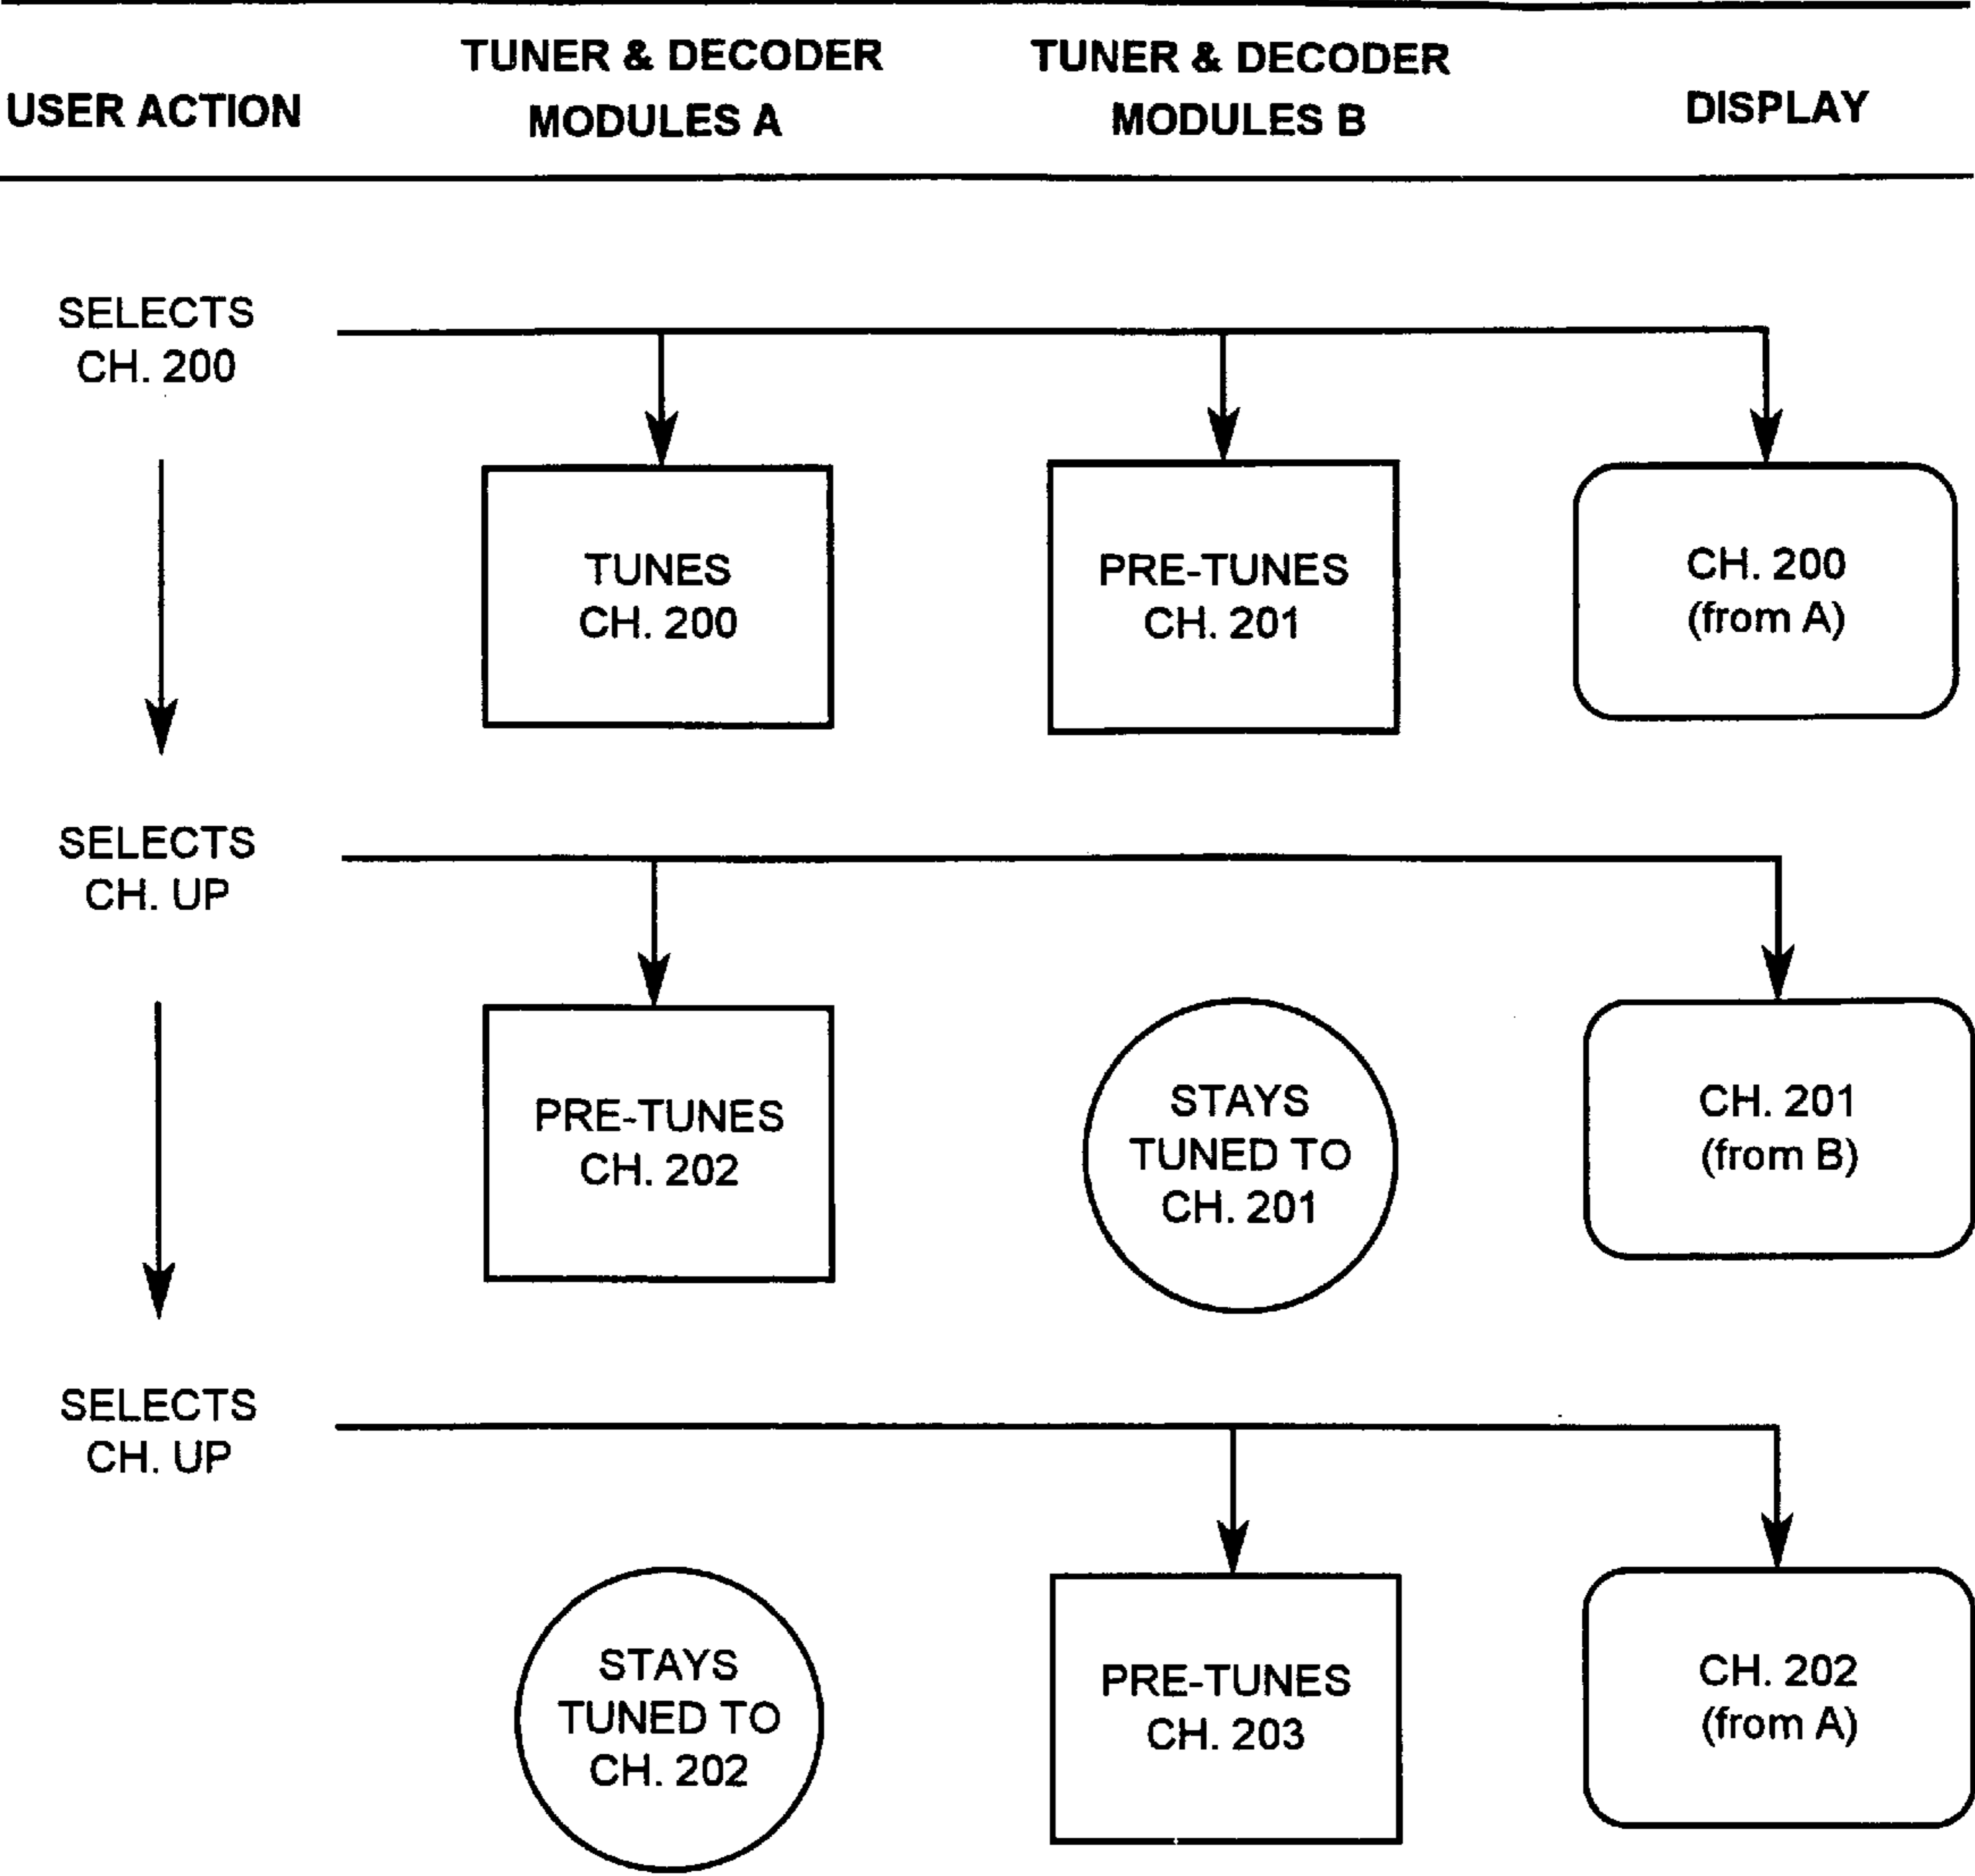 USER ACTION
TUNER & DECODER
MODULES A
TUNER & DECODER
MODULES B
DISPLAY
SELECTS
CH. 200
TUNES
CH. 200
PRE-TUNES
CH. 201
CH. 200
(from A)
SELECTS
CH. UP
PRE-TUNES
CH. 202
STAYS
TUNED TO
CH. 201
CH. 201
(from B)
SELECTS
CH. UP
STAYS
TUNED TO
CH. 202
PRE-TUNES
CH. 203
CH. 202
(from A)